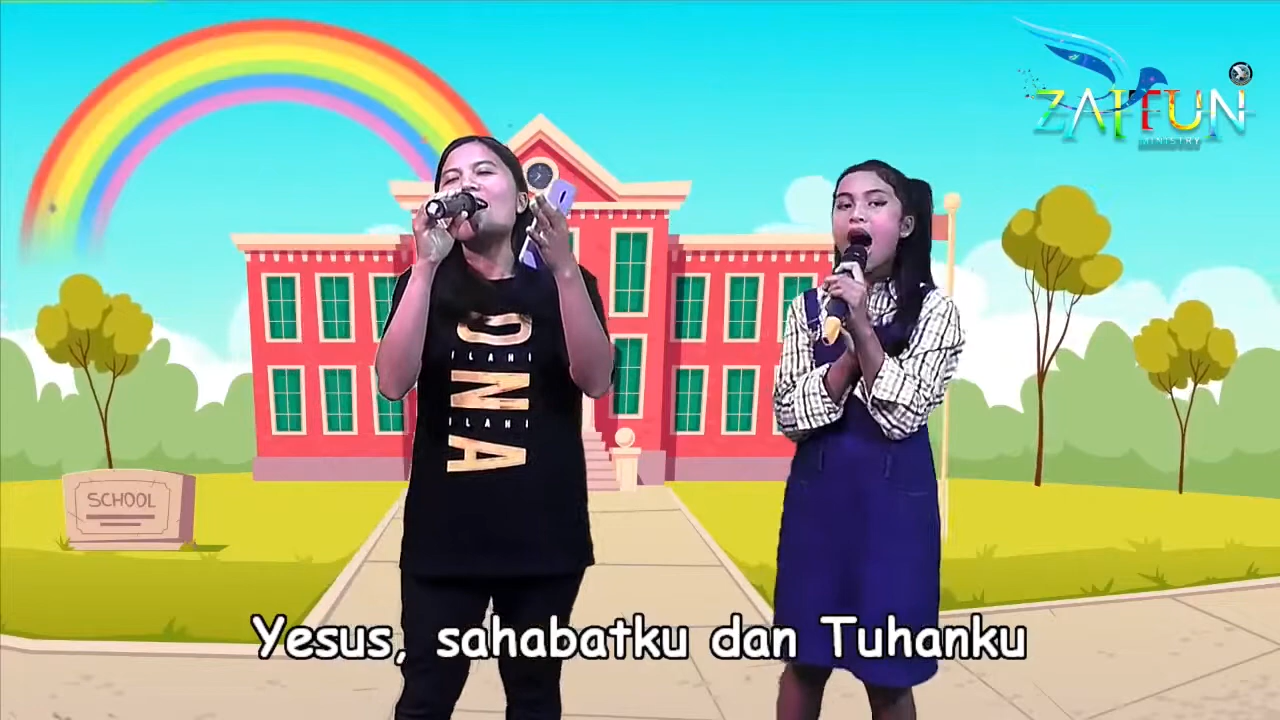 ZAITUN
MINISTRY
DNA
ILAHI
ILAHI
SCHOOL
Yesus, sahabatku dan Tuhanku